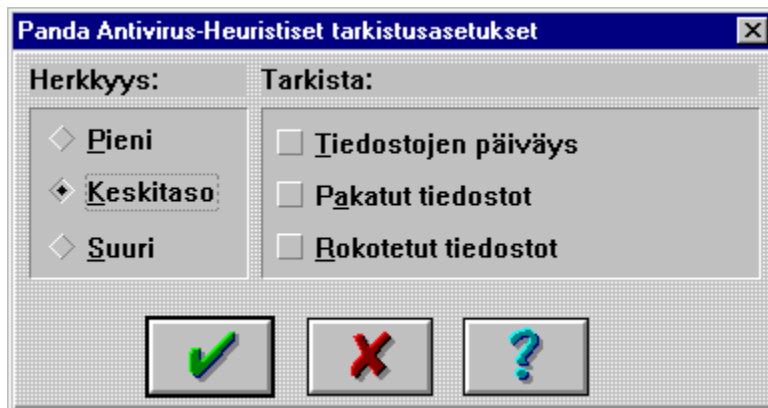 Panda Antivirus-Heuristiset tarkistusasetukset
Herkkyys:
Tarkista:
Pieni
Keskitaso
Suuri
Tiedostojen päiväys
Pakatut tiedostot
Rokotetut tiedostot
?